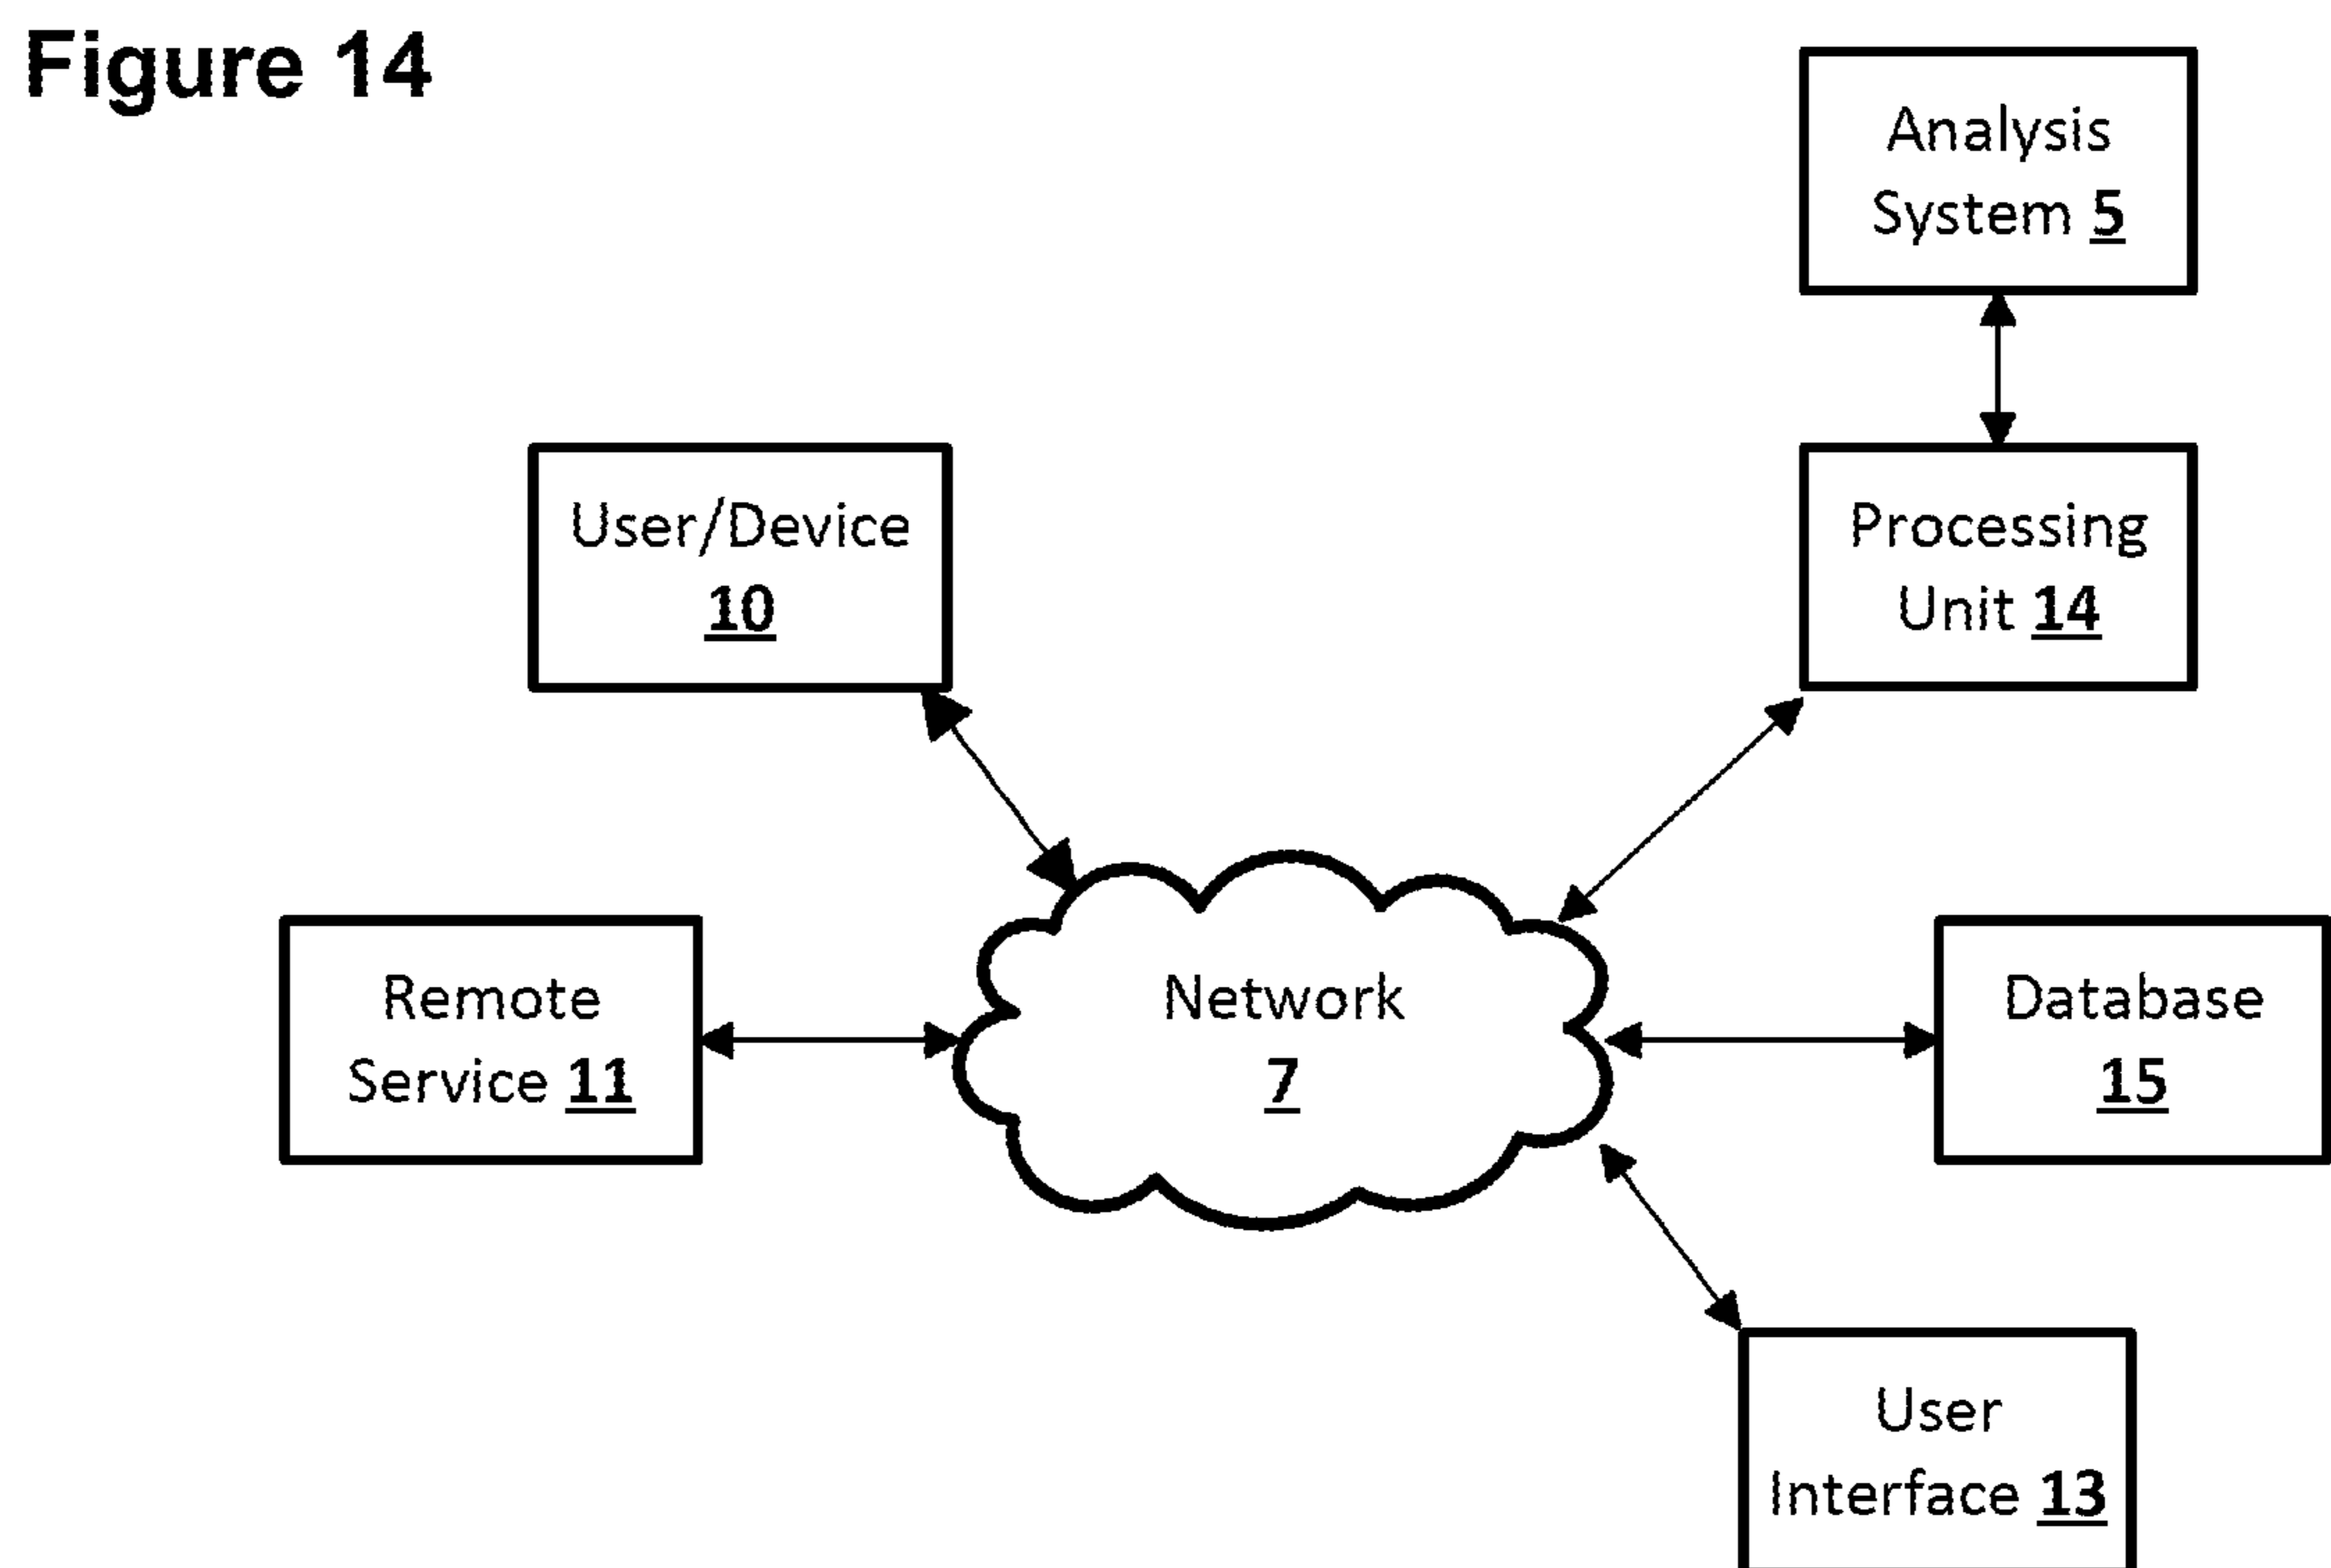 Figure 14
Analysis
System 5
User/Device
10
Processing
Unit 14
Remote
Service 11
Network
7
Database
15
User
Interface 13